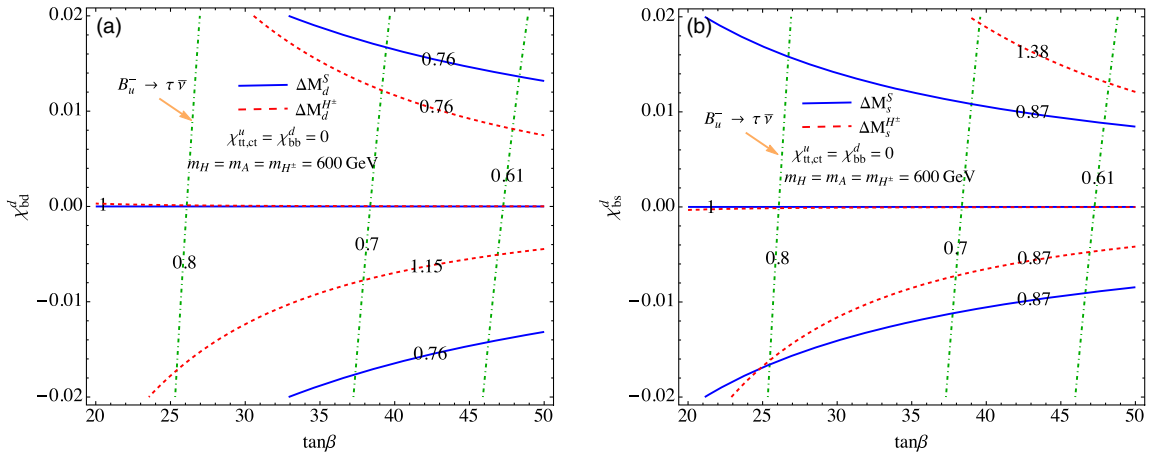 (a)
0.02
0.01
0.00
−0.01
−0.02
χ^d_bd
B_u^- → τ ν̄
ΔM_d^S
ΔM_d^{H±}
χ^u_{tt,ct} = χ^d_{bb} = 0
m_H = m_A = m_{H±} = 600 GeV
0.76
0.76
0.61
1
0.8
0.7
1.15
0.76
20 25 30 35 40 45 50
tanβ
(b)
0.02
0.01
0.00
−0.01
−0.02
χ^d_bs
1.38
0.87
B_u^- → τ ν̄
ΔM_s^S
ΔM_s^{H±}
χ^u_{tt,ct} = χ^d_{bb} = 0
m_H = m_A = m_{H±} = 600 GeV
0.61
1
0.8
0.7
0.87
0.87
20 25 30 35 40 45 50
tanβ